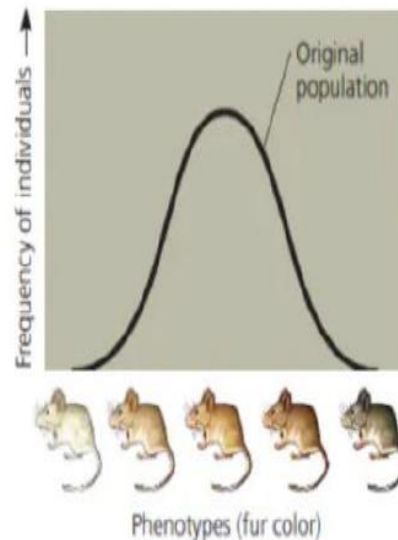 Frequency of individuals
Original
population
Phenotypes (fur color)